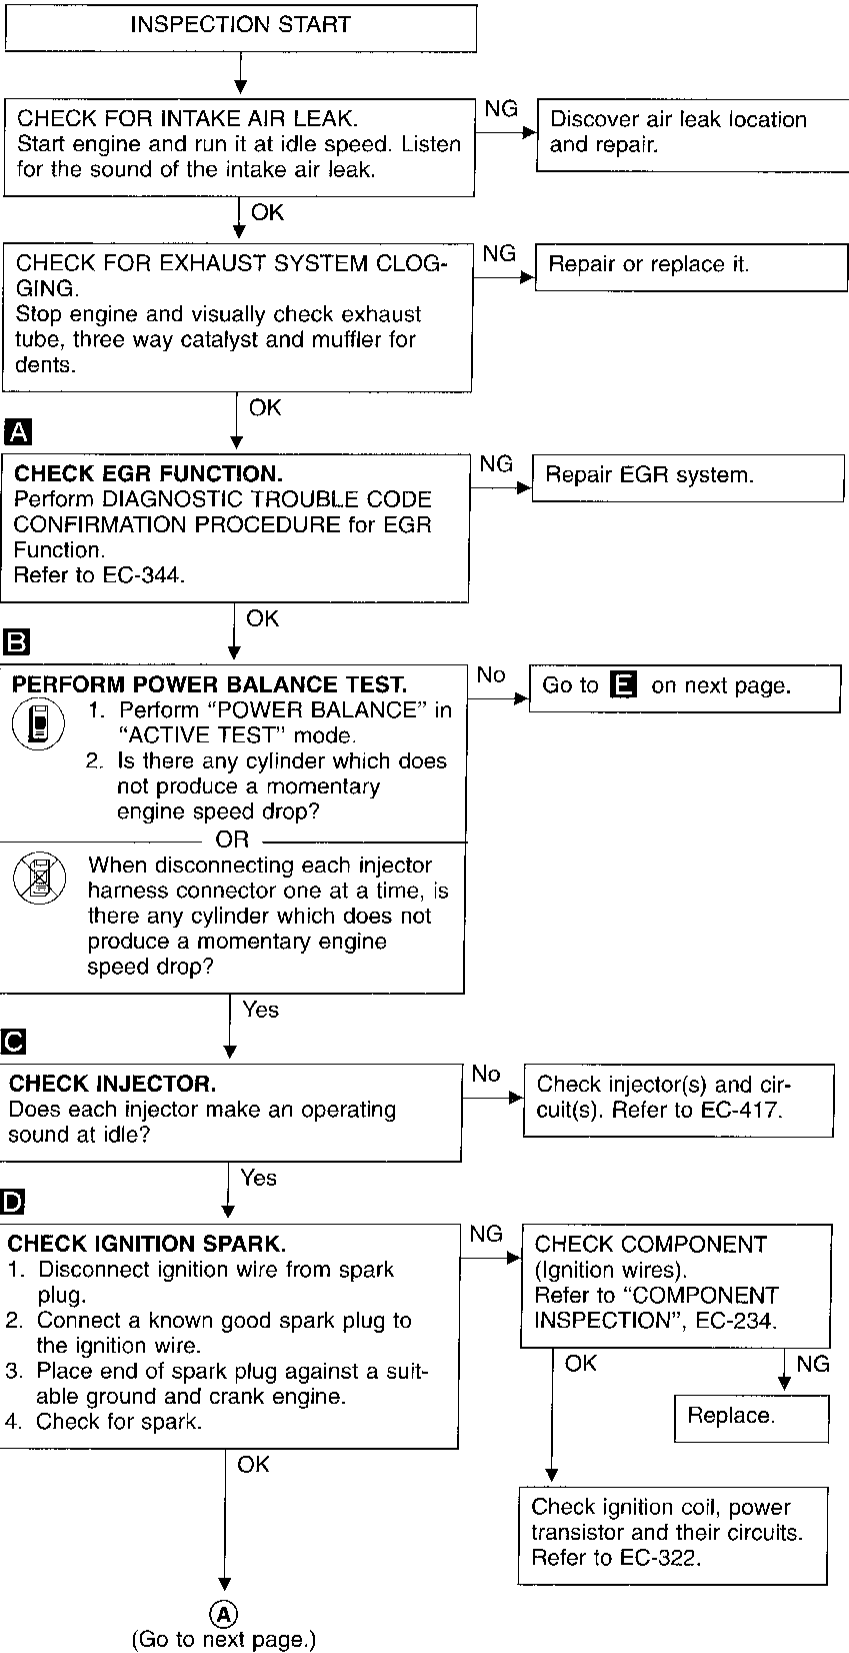 INSPECTION START
CHECK FOR INTAKE AIR LEAK.
Start engine and run it at idle speed. Listen
for the sound of the intake air leak.
NG
Discover air leak location
and repair.
OK
CHECK FOR EXHAUST SYSTEM CLOG-
GING.
Stop engine and visually check exhaust
tube, three way catalyst and muffler for
dents.
NG
Repair or replace it.
OK
A
CHECK EGR FUNCTION.
Perform DIAGNOSTIC TROUBLE CODE
CONFIRMATION PROCEDURE for EGR
Function.
Refer to EC-344.
NG
Repair EGR system.
OK
B
PERFORM POWER BALANCE TEST.
1. Perform “POWER BALANCE” in
“ACTIVE TEST” mode.
2. Is there any cylinder which does
not produce a momentary
engine speed drop?
OR
When disconnecting each injector
harness connector one at a time, is
there any cylinder which does not
produce a momentary engine
speed drop?
No
Go to E on next page.
Yes
C
CHECK INJECTOR.
Does each injector make an operating
sound at idle?
No
Check injector(s) and cir-
cuit(s). Refer to EC-417.
Yes
D
CHECK IGNITION SPARK.
1. Disconnect ignition wire from spark
plug.
2. Connect a known good spark plug to
the ignition wire.
3. Place end of spark plug against a suit-
able ground and crank engine.
4. Check for spark.
NG
CHECK COMPONENT
(Ignition wires).
Refer to “COMPONENT
INSPECTION”, EC-234.
OK
NG
Replace.
Check ignition coil, power
transistor and their circuits.
Refer to EC-322.
OK
A
(Go to next page.)